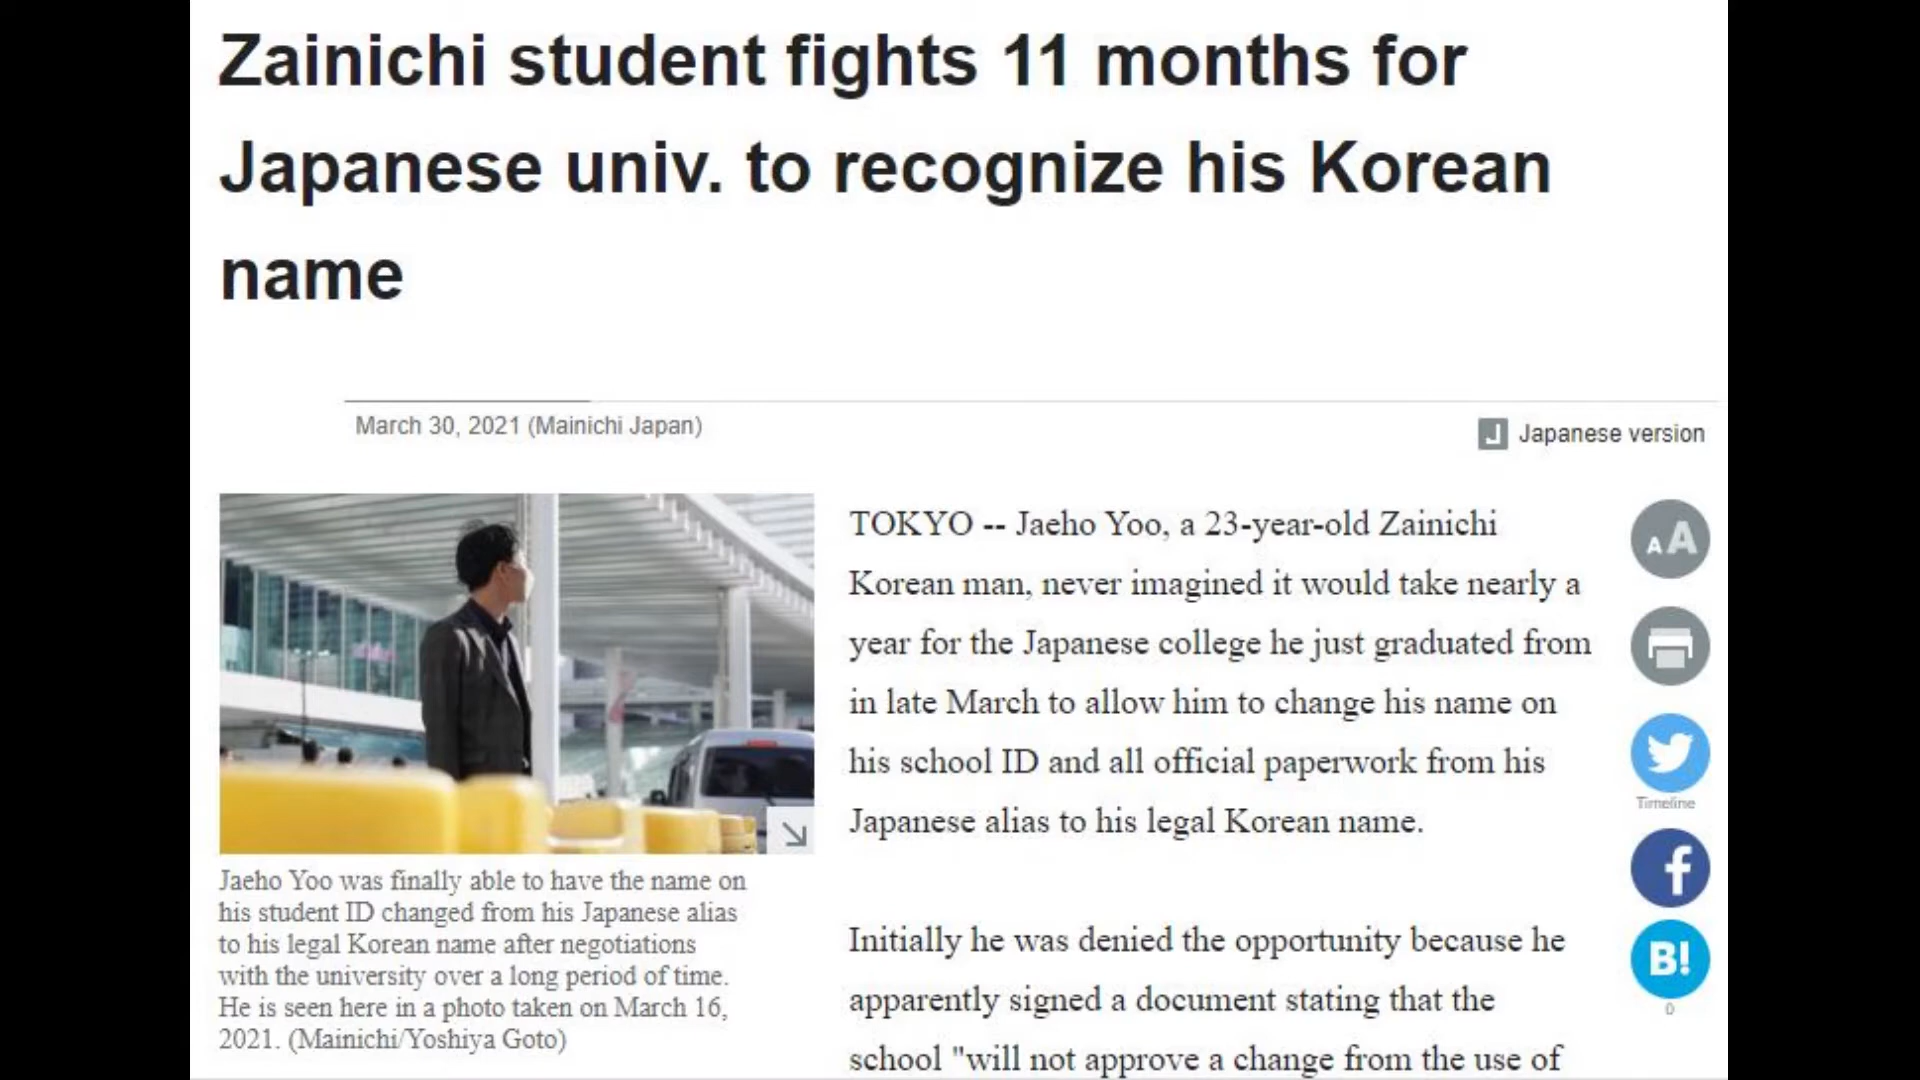 Zainichi student fights 11 months for
Japanese univ. to recognize his Korean
name
March 30, 2021 (Mainichi Japan)
J Japanese version
TOKYO -- Jaeho Yoo, a 23-year-old Zainichi
Korean man, never imagined it would take nearly a
year for the Japanese college he just graduated from
in late March to allow him to change his name on
his school ID and all official paperwork from his
Japanese alias to his legal Korean name.
Initially he was denied the opportunity because he
apparently signed a document stating that the
school "will not approve a change from the use of
Jaeho Yoo was finally able to have the name on
his student ID changed from his Japanese alias
to his legal Korean name after negotiations
with the university over a long period of time.
He is seen here in a photo taken on March 16,
2021. (Mainichi/Yoshiya Goto)
AA
Timeline
f
B!
0